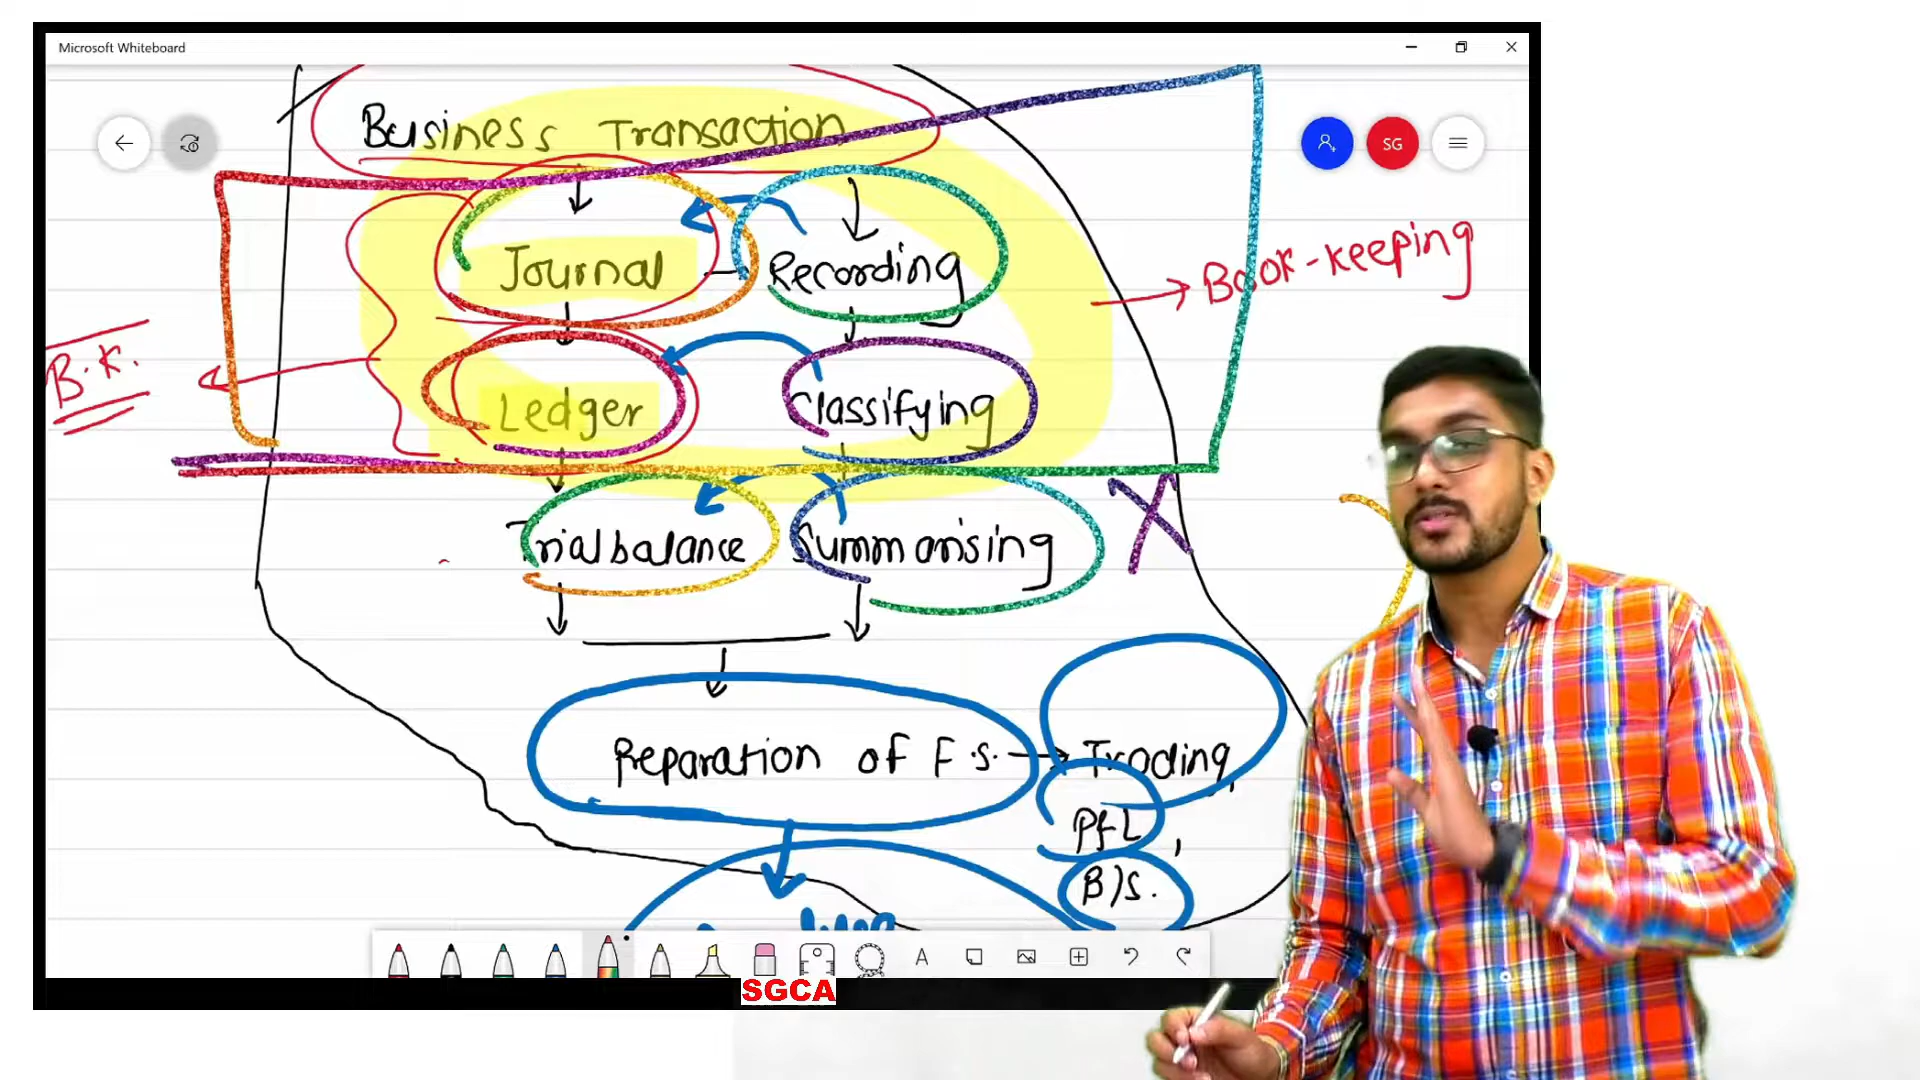 Microsoft Whiteboard
Business Transaction
SG
Journal - Recording
Book-keeping
B.K.
Ledger Classifying
Trial balance Summarising
X
Preparation of F.S. → Trading,
P&L,
B/S.
A
SGCA